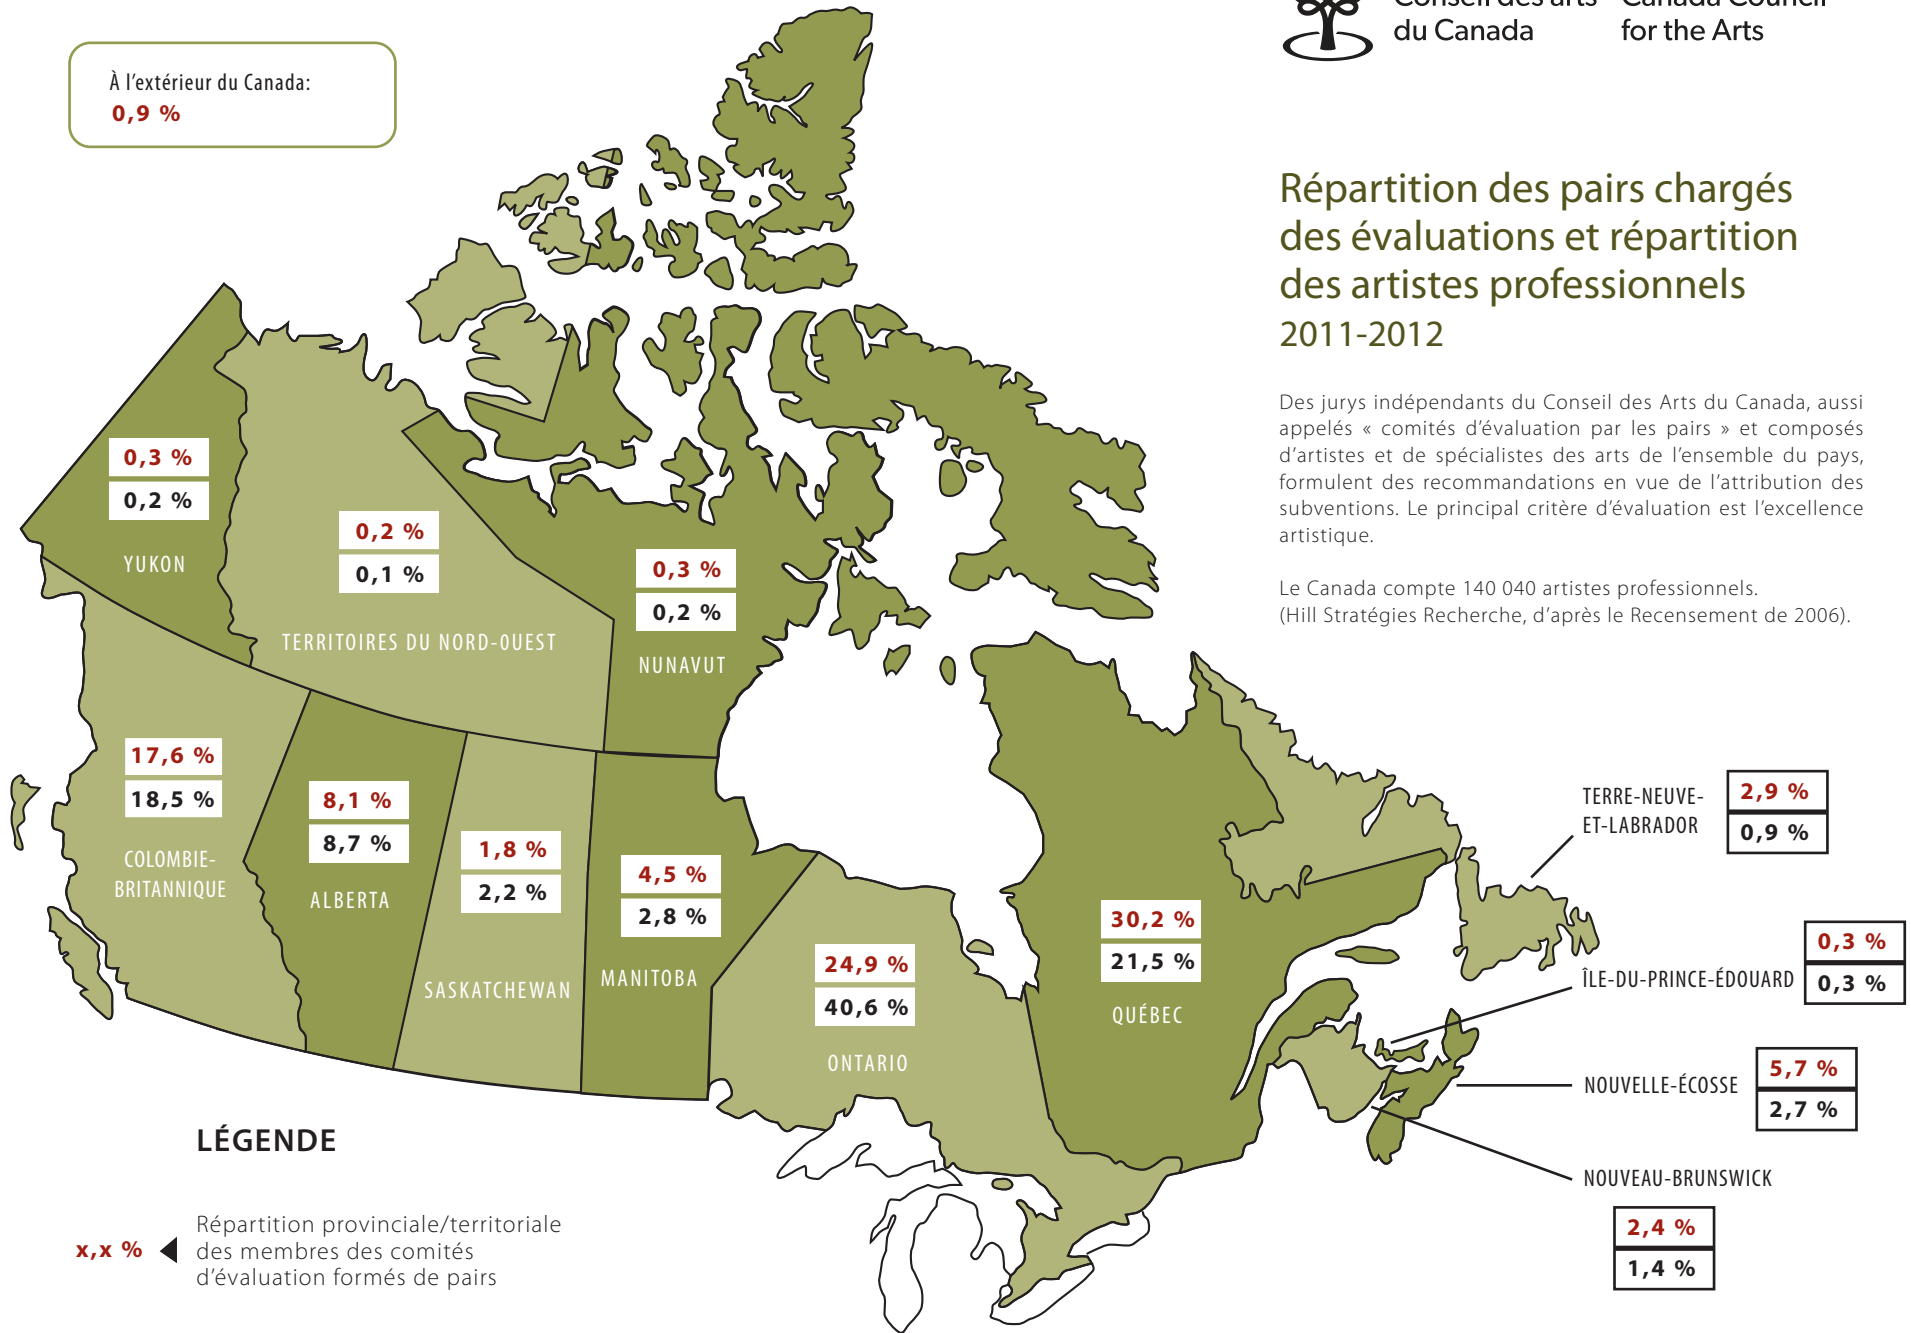 Conseil des arts Canada Council
du Canada for the Arts
À l'extérieur du Canada:
0,9 %
Répartition des pairs chargés
des évaluations et répartition
des artistes professionnels
2011-2012
Des jurys indépendants du Conseil des Arts du Canada, aussi
appelés « comités d'évaluation par les pairs » et composés
d'artistes et de spécialistes des arts de l'ensemble du pays,
formulent des recommandations en vue de l'attribution des
subventions. Le principal critère d'évaluation est l'excellence
artistique.
Le Canada compte 140 040 artistes professionnels.
(Hill Stratégies Recherche, d'après le Recensement de 2006).
0,3 %
0,2 %
YUKON
0,2 %
0,1 %
TERRITOIRES DU NORD-OUEST
0,3 %
0,2 %
NUNAVUT
17,6 %
18,5 %
COLOMBIE-
BRITANNIQUE
8,1 %
8,7 %
ALBERTA
1,8 %
2,2 %
SASKATCHEWAN
4,5 %
2,8 %
MANITOBA
24,9 %
40,6 %
ONTARIO
30,2 %
21,5 %
QUÉBEC
TERRE-NEUVE-
ET-LABRADOR
2,9 %
0,9 %
ÎLE-DU-PRINCE-ÉDOUARD
0,3 %
0,3 %
NOUVELLE-ÉCOSSE
5,7 %
2,7 %
NOUVEAU-BRUNSWICK
2,4 %
1,4 %
LÉGENDE
x,x %
Répartition provinciale/territoriale
des membres des comités
d'évaluation formés de pairs